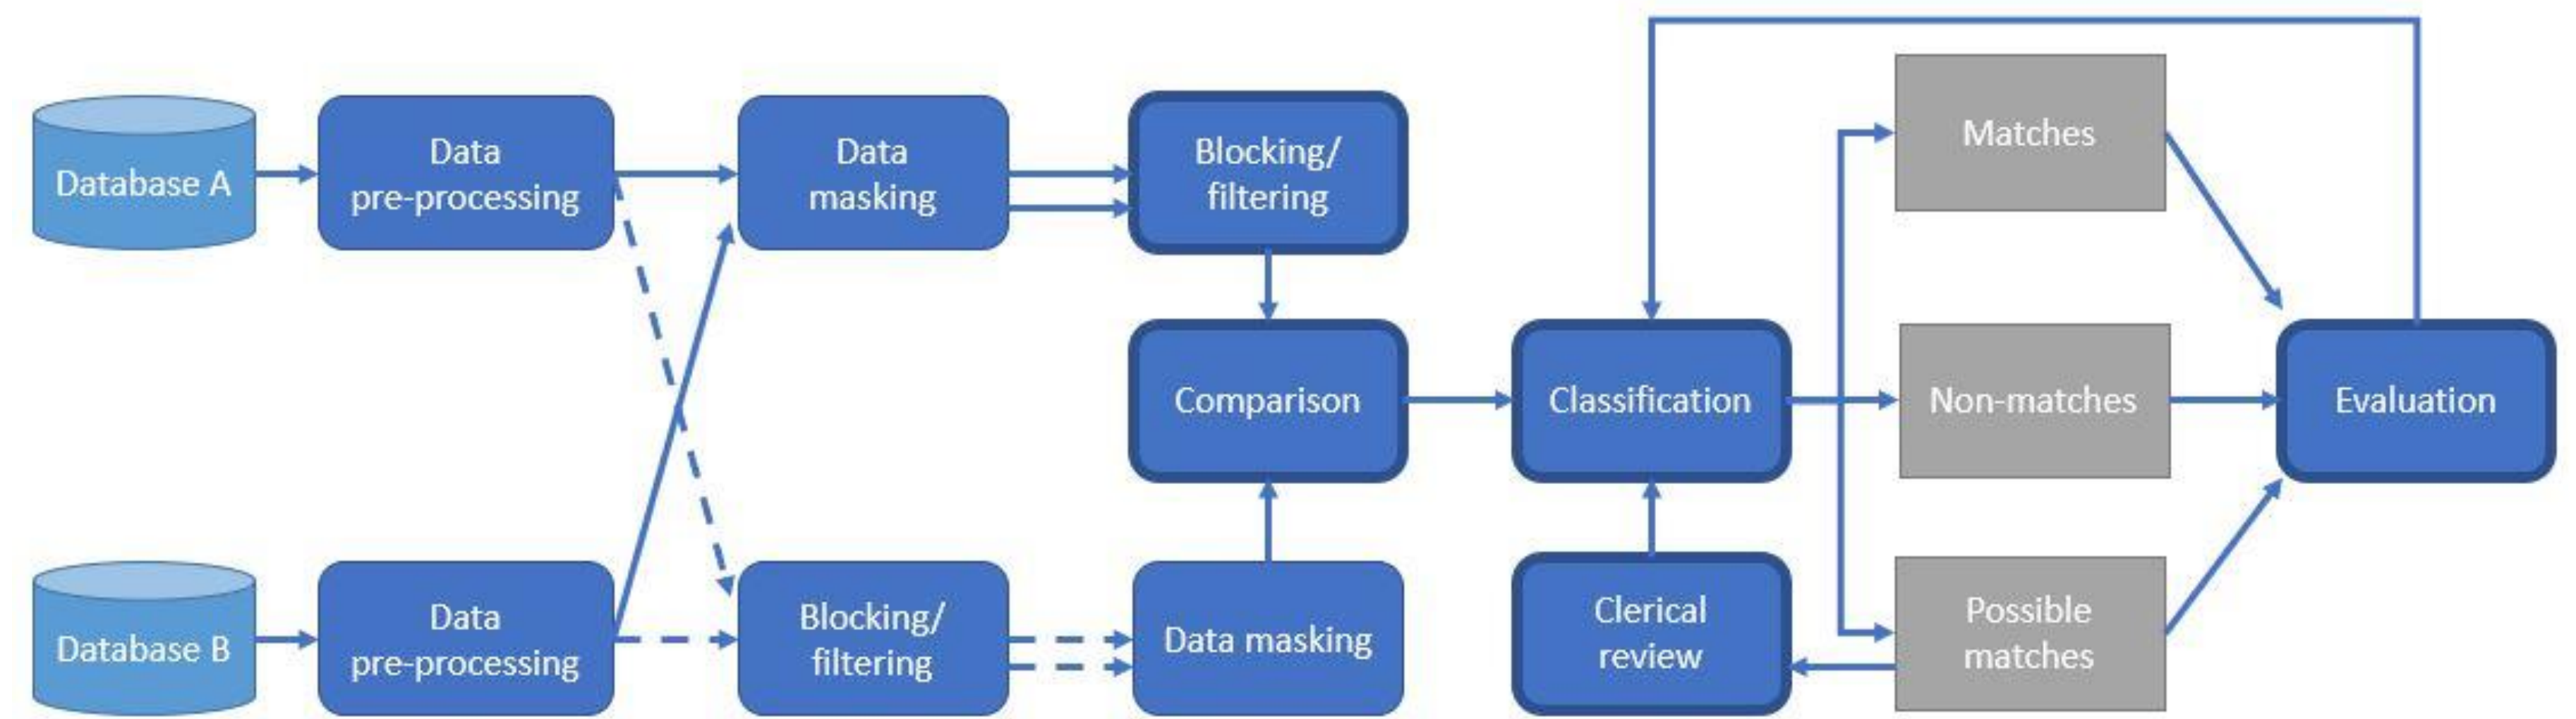 Database A
Data
pre-processing
Data
masking
Blocking/
filtering
Matches
Comparison
Classification
Non-matches
Evaluation
Database B
Data
pre-processing
Blocking/
filtering
Data masking
Clerical
review
Possible
matches